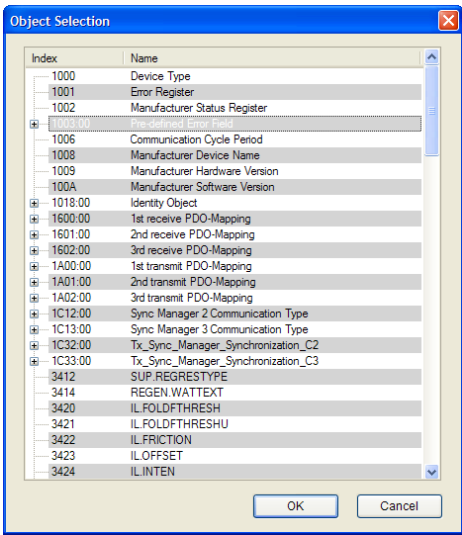 Object Selection
Index Name
1000 Device Type
1001 Error Register
1002 Manufacturer Status Register
1003:00 Pre-defined Error Field
1006 Communication Cycle Period
1008 Manufacturer Device Name
1009 Manufacturer Hardware Version
100A Manufacturer Software Version
1018:00 Identity Object
1600:00 1st receive PDO-Mapping
1601:00 2nd receive PDO-Mapping
1602:00 3rd receive PDO-Mapping
1A00:00 1st transmit PDO-Mapping
1A01:00 2nd transmit PDO-Mapping
1A02:00 3rd transmit PDO-Mapping
1C12:00 Sync Manager 2 Communication Type
1C13:00 Sync Manager 3 Communication Type
1C32:00 Tx_Sync_Manager_Synchronization_C2
1C33:00 Tx_Sync_Manager_Synchronization_C3
3412 SUP.REGRESTYPE
3414 REGEN.WATTEXT
3420 IL.FOLDFTHRESH
3421 IL.FOLDFTHRESHU
3422 IL.FRICTION
3423 IL.OFFSET
3424 IL.INTEN
OK Cancel